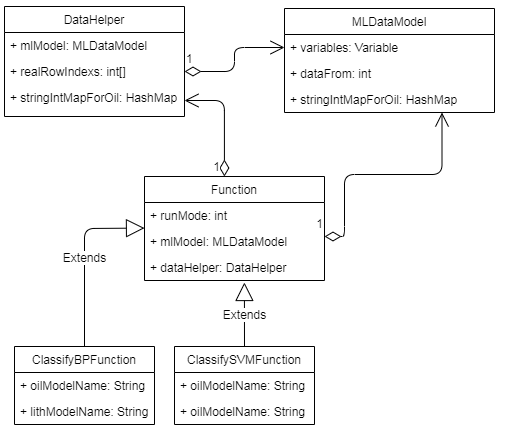 DataHelper
+ mlModel: MLDataModel
+ realRowIndexs: int[]
+ stringIntMapForOil: HashMap
1
MLDataModel
+ variables: Variable
+ dataFrom: int
+ stringIntMapForOil: HashMap
1
Function
+ runMode: int
+ mlModel: MLDataModel
+ dataHelper: DataHelper
1
Extends
Extends
ClassifyBPFunction
+ oilModelName: String
+ lithModelName: String
ClassifySVMFunction
+ oilModelName: String
+ oilModelName: String